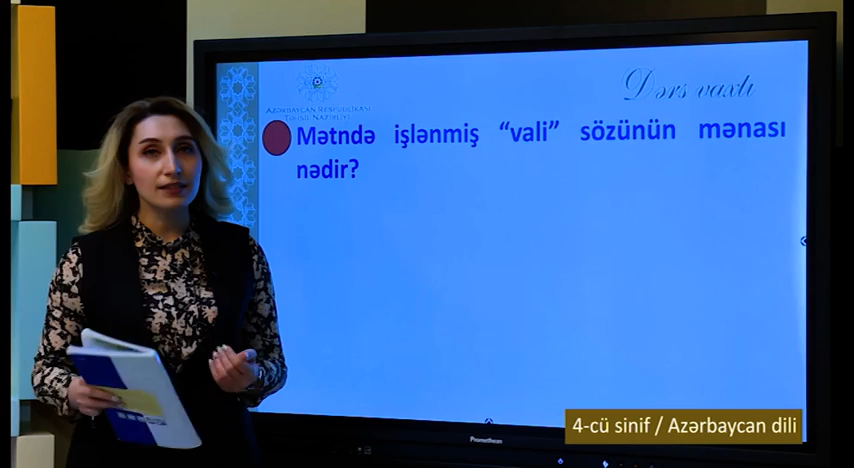 Dərs vaxtı
AZƏRBAYCAN RESPUBLİKASI
TƏHSİL NAZİRLİYİ
Mətndə işlənmiş “vali” sözünün mənası
nədir?
Promethean
4-cü sinif / Azərbaycan dili